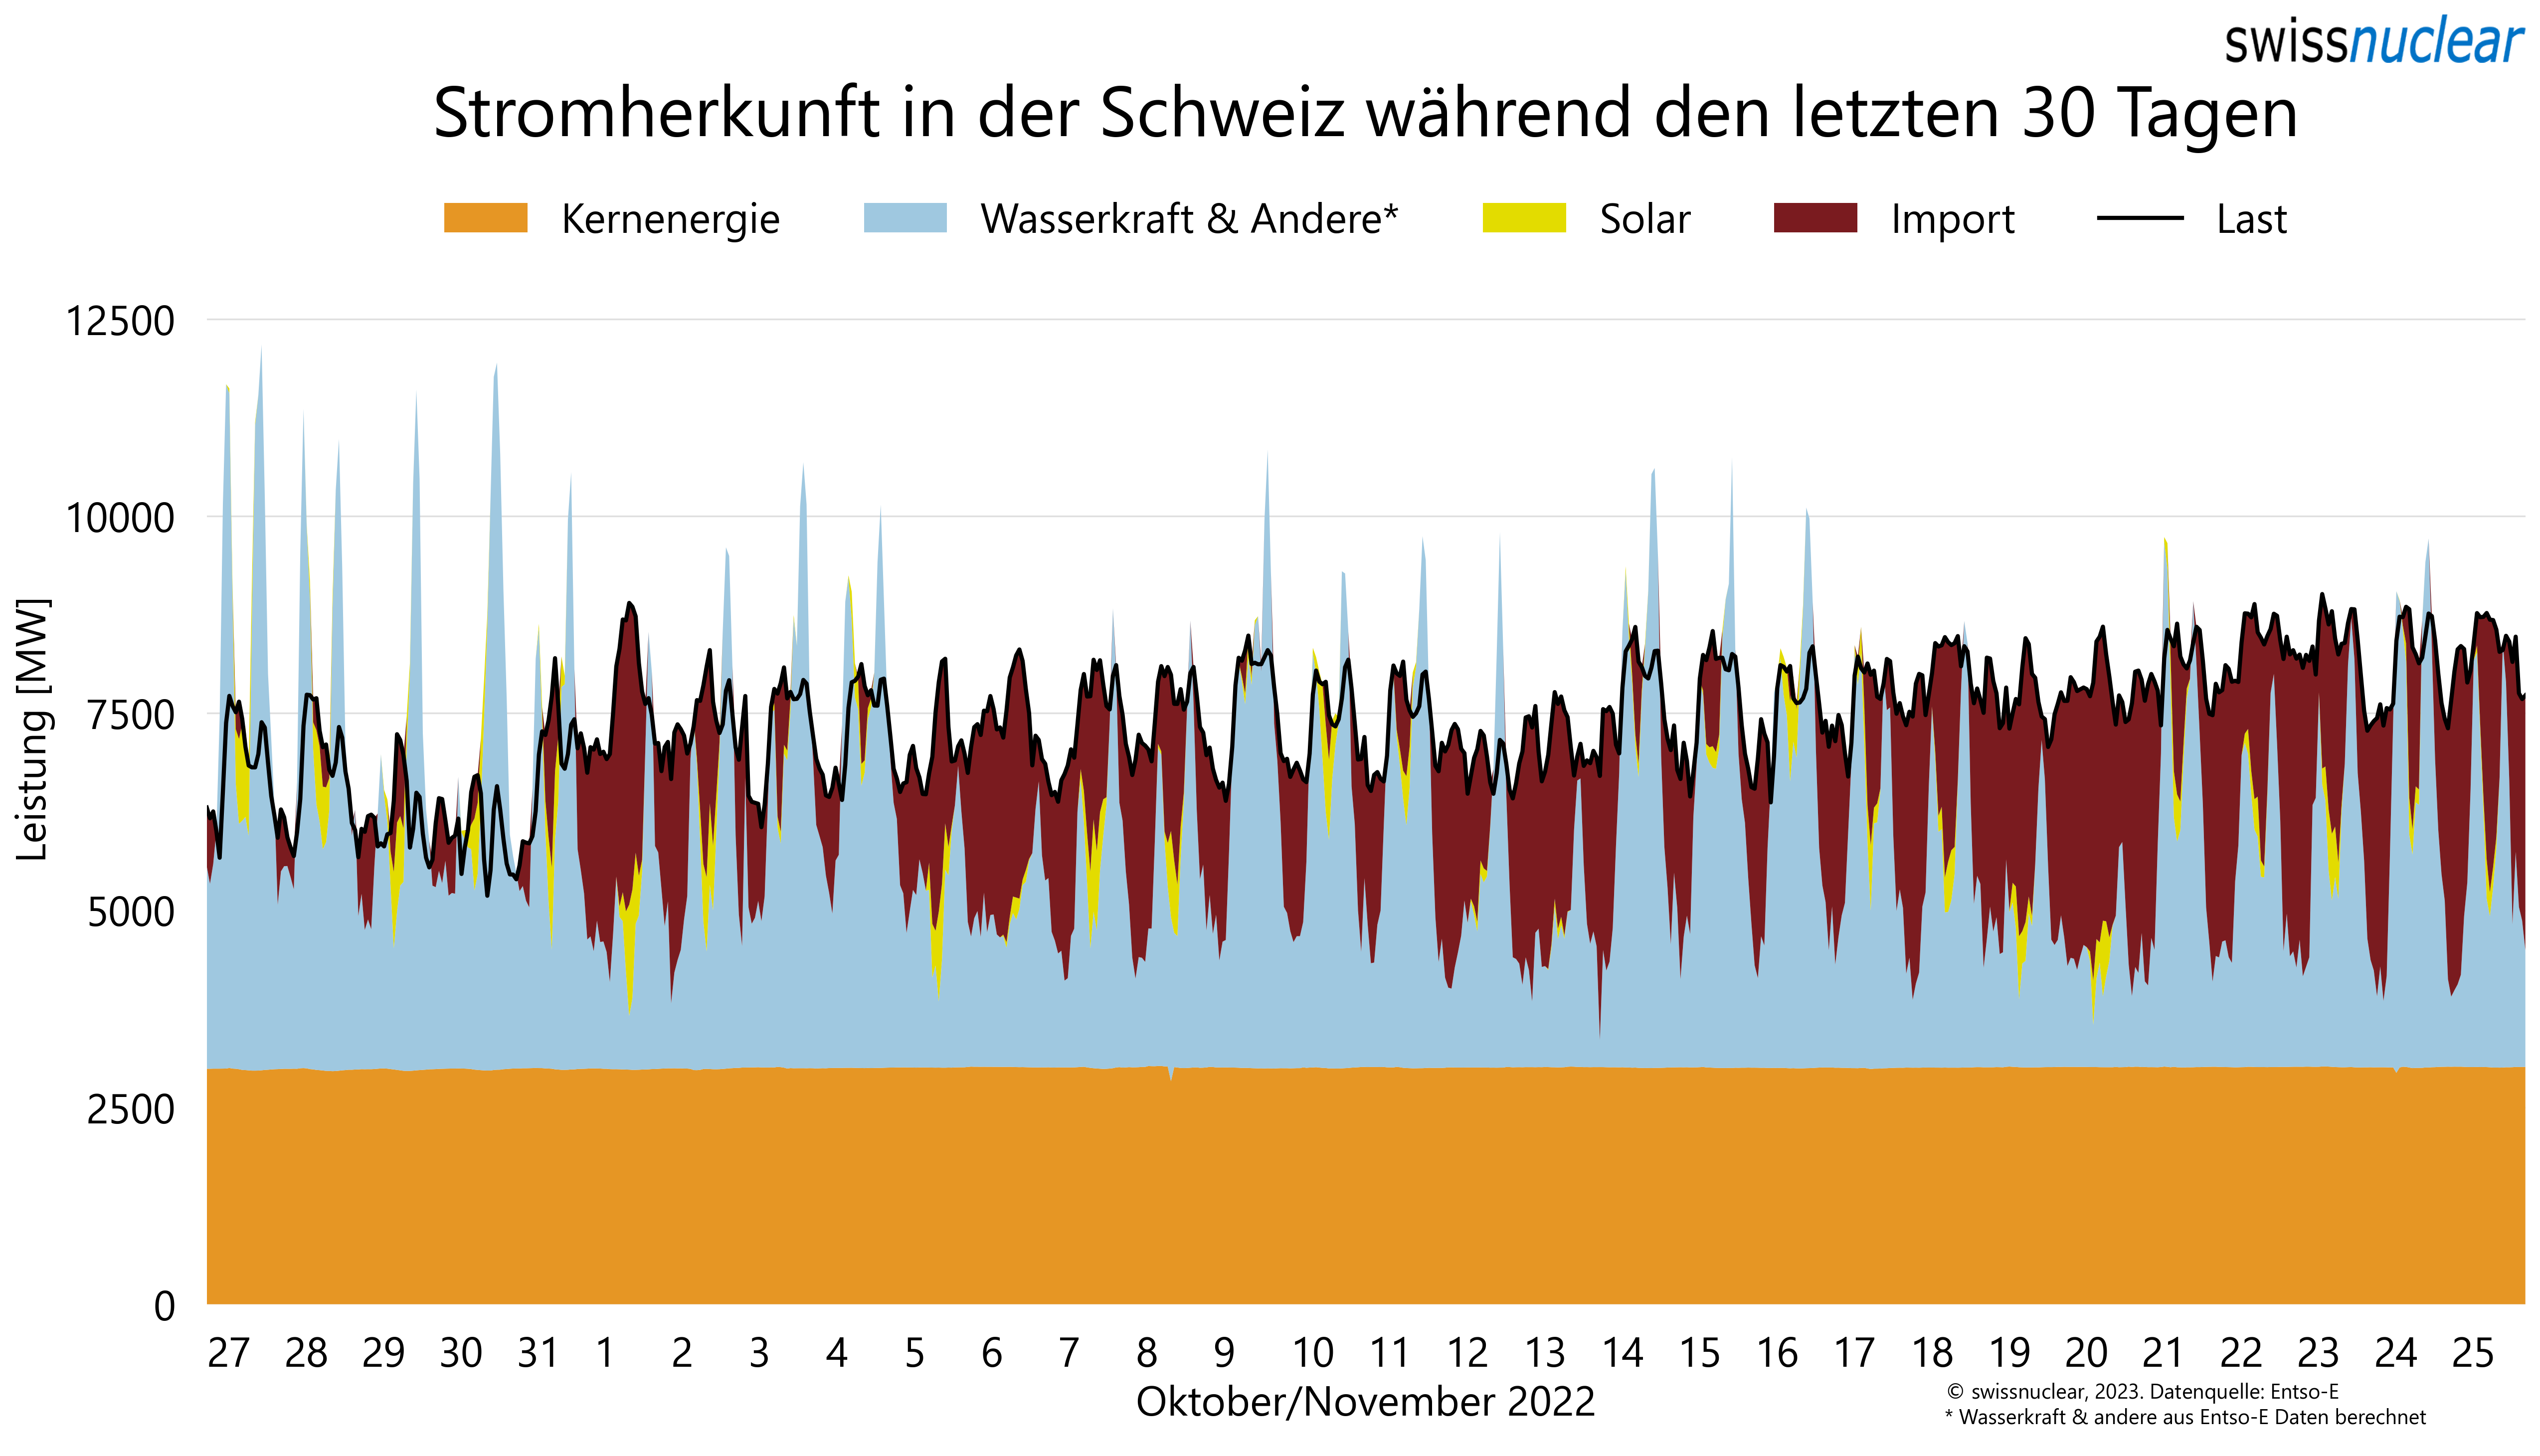 swissnuclear
Stromherkunft in der Schweiz während den letzten 30 Tagen
Kernenergie Wasserkraft & Andere* Solar Import Last
12500
10000
7500
5000
2500
0
Leistung [MW]
27 28 29 30 31 1 2 3 4 5 6 7 8 9 10 11 12 13 14 15 16 17 18 19 20 21 22 23 24 25
Oktober/November 2022
© swissnuclear, 2023. Datenquelle: Entso-E
* Wasserkraft & andere aus Entso-E Daten berechnet